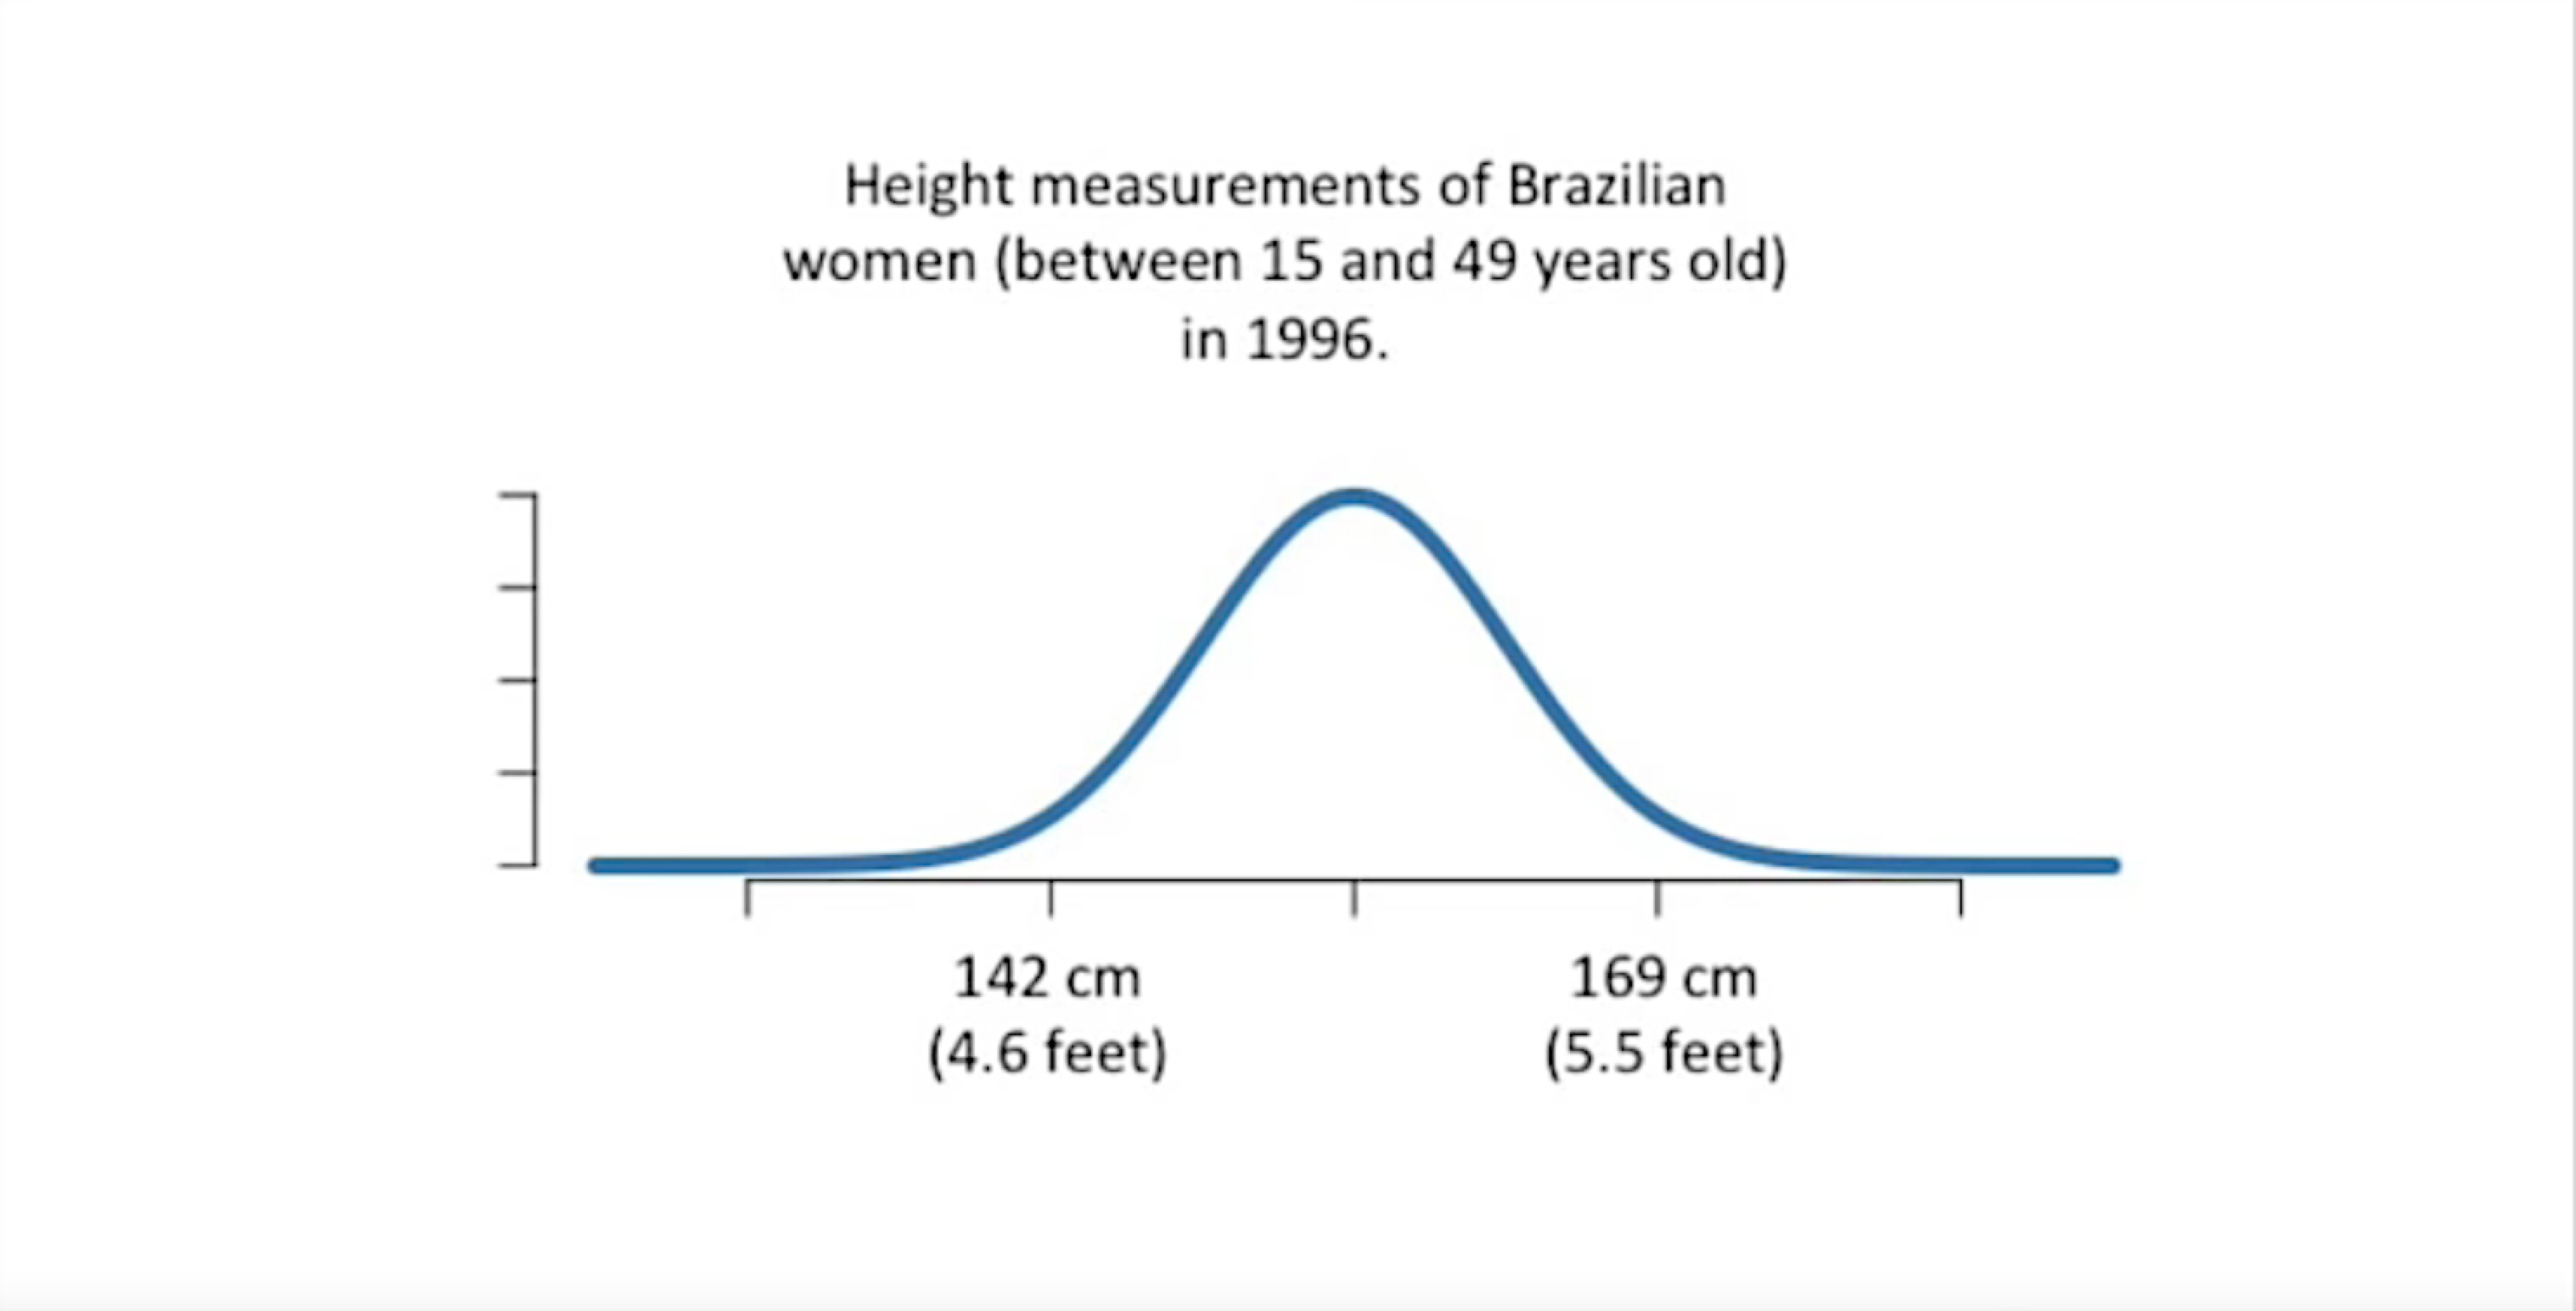 Height measurements of Brazilian
women (between 15 and 49 years old)
in 1996.
142 cm
(4.6 feet)
169 cm
(5.5 feet)